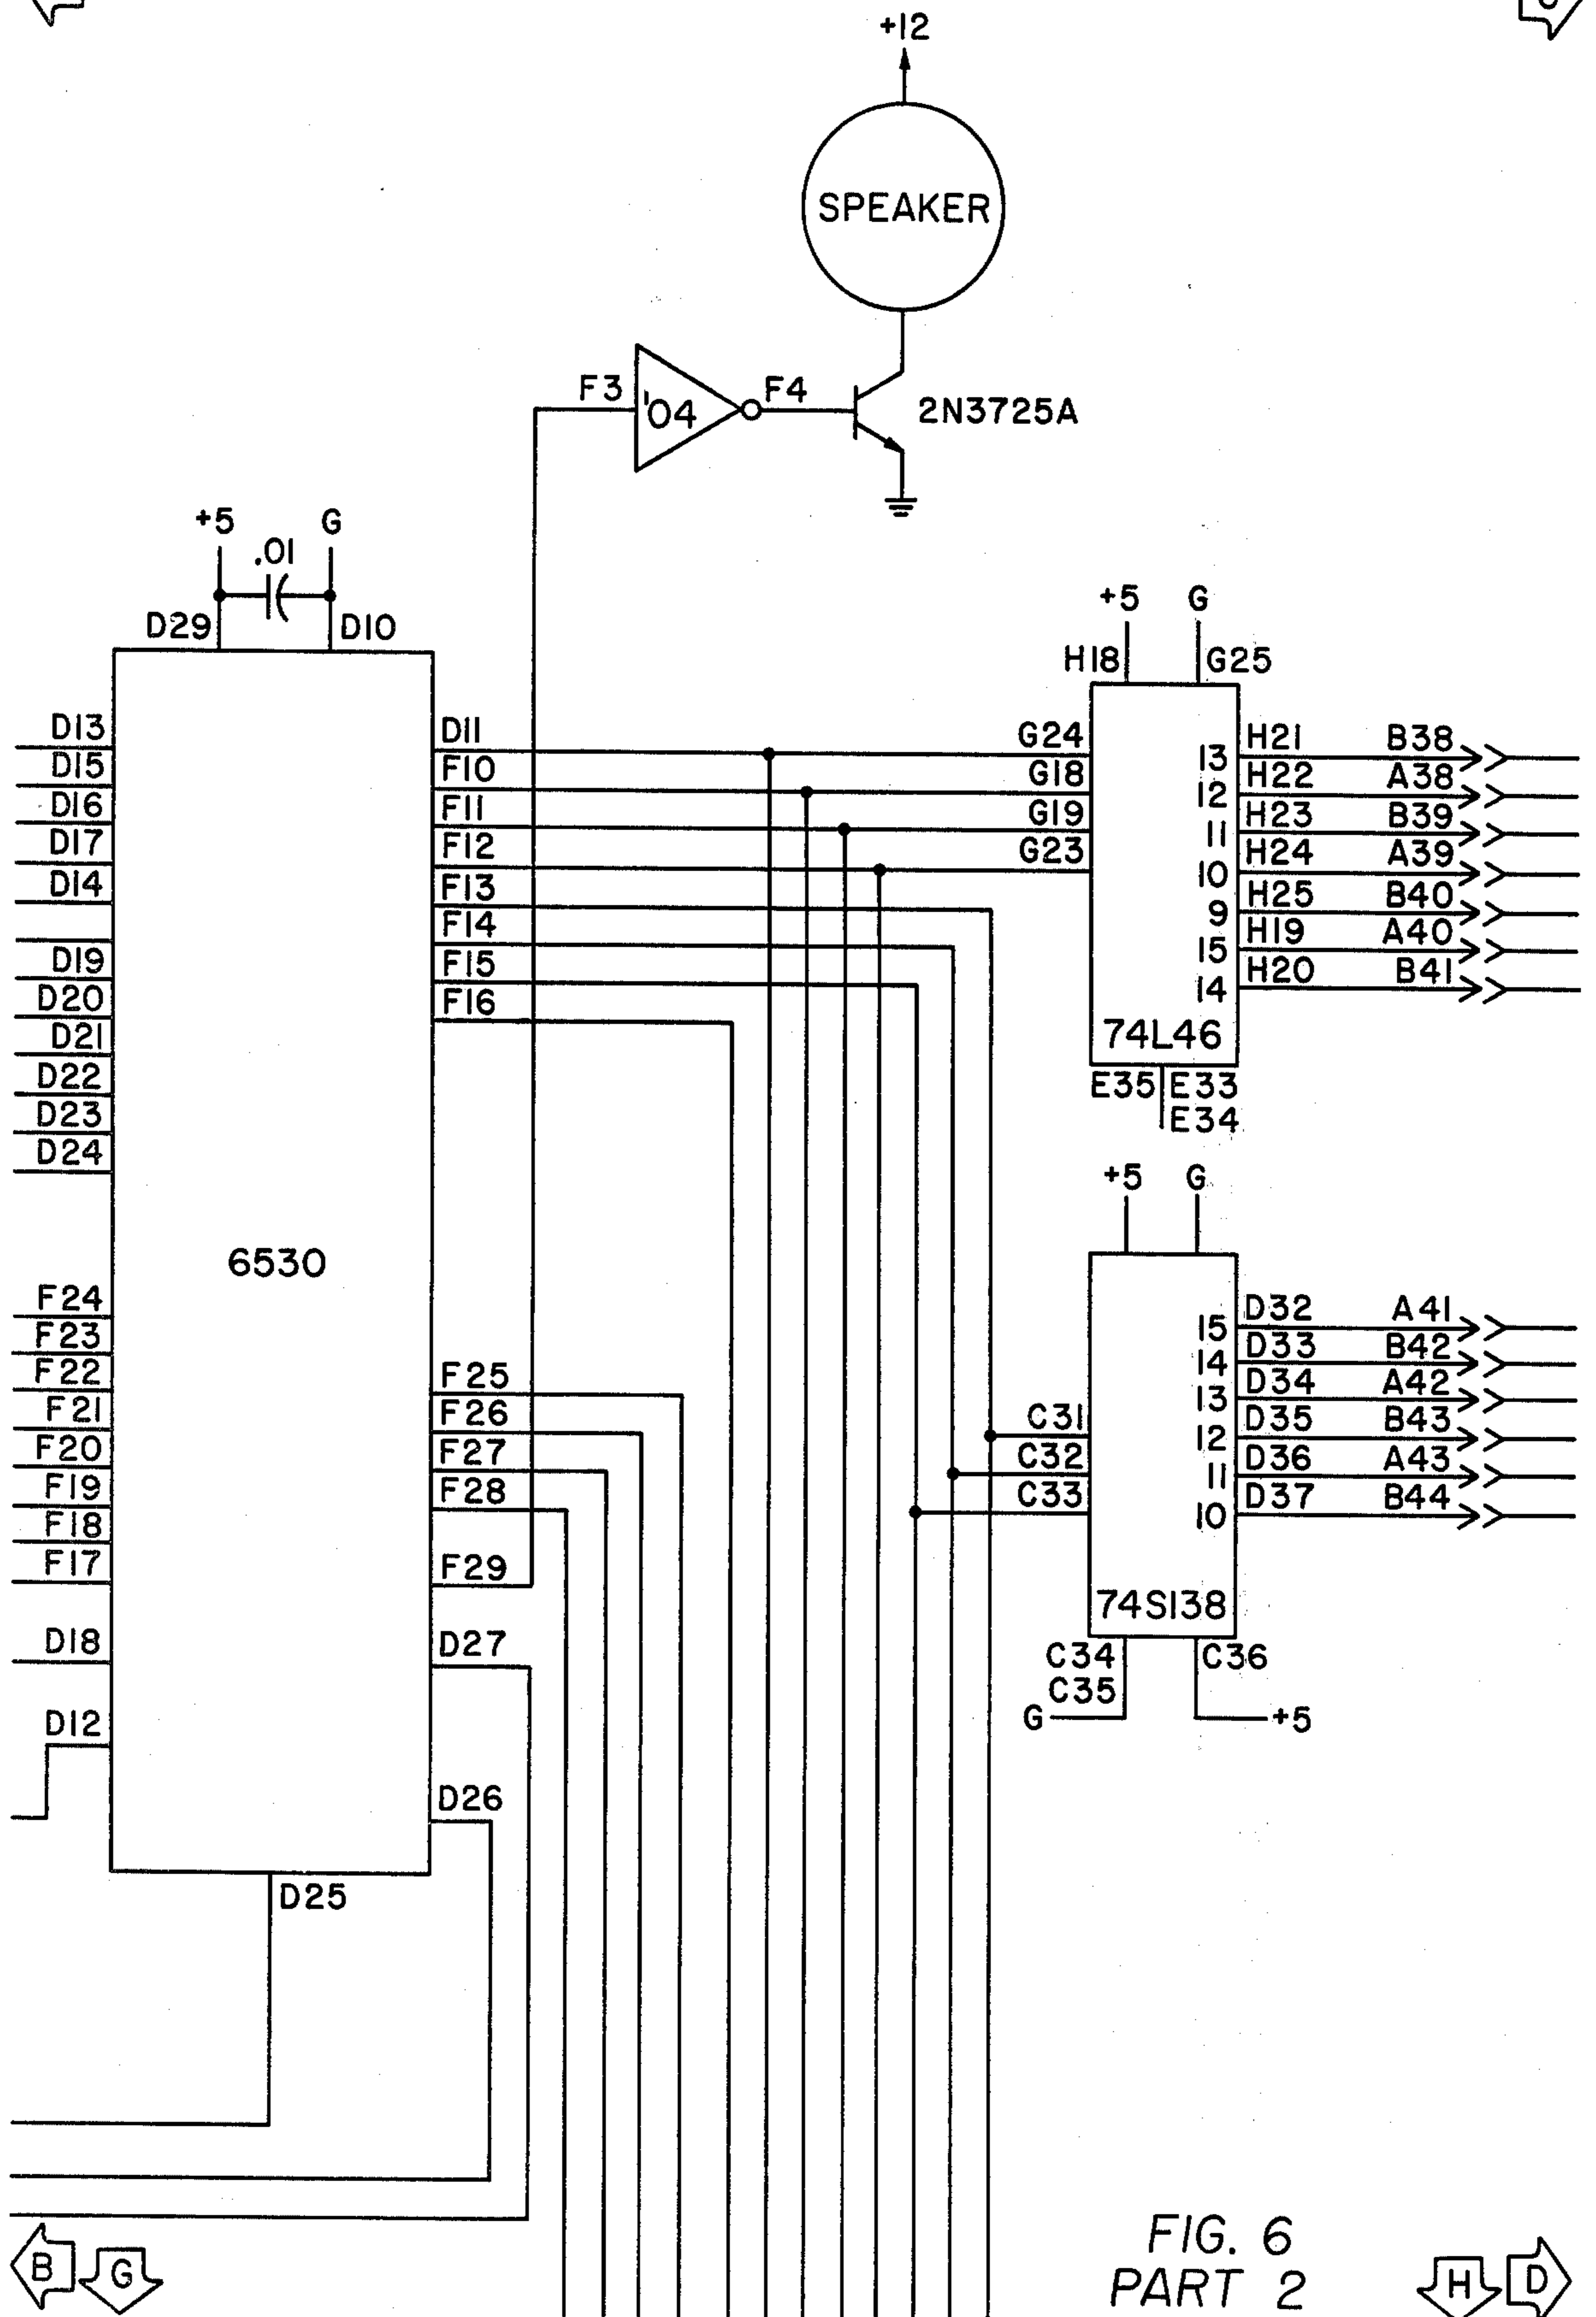 +12
SPEAKER
F3
'04
F4
2N3725A
+5
G
.01
D29
D10
D13
D15
D16
D17
D14
D19
D20
D21
D22
D23
D24
6530
F24
F23
F22
F21
F20
F19
F18
F17
D18
D12
D11
F10
F11
F12
F13
F14
F15
F16
F25
F26
F27
F28
F29
D27
D26
D25
+5
G
H18
G25
G24
G18
G19
G23
13 H21 B38
12 H22 A38
11 H23 B39
10 H24 A39
9 H25 B40
15 H19 A40
14 H20 B41
74L46
E35 E33
E34
+5
G
C31
C32
C33
15 D32 A41
14 D33 B42
13 D34 A42
12 D35 B43
11 D36 A43
10 D37 B44
74S138
C34
C35
C36
G
+5
B
G
FIG. 6
PART 2
H
D